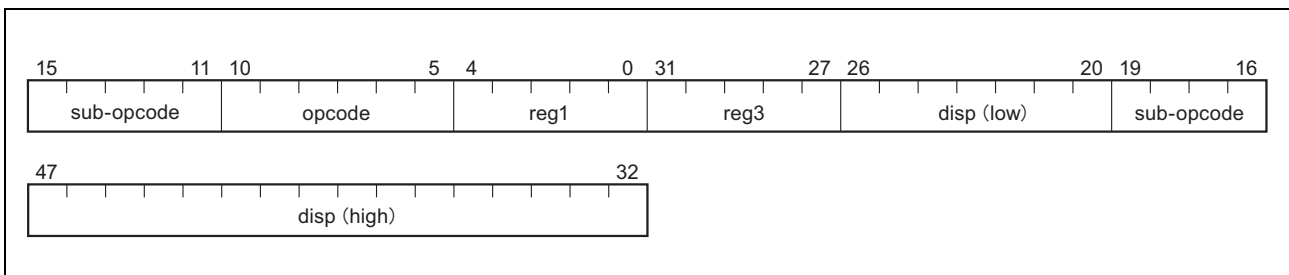 15 11 10 5 4 0 31 27 26 20 19 16
sub-opcode opcode reg1 reg3 disp (low) sub-opcode
47 32
disp (high)